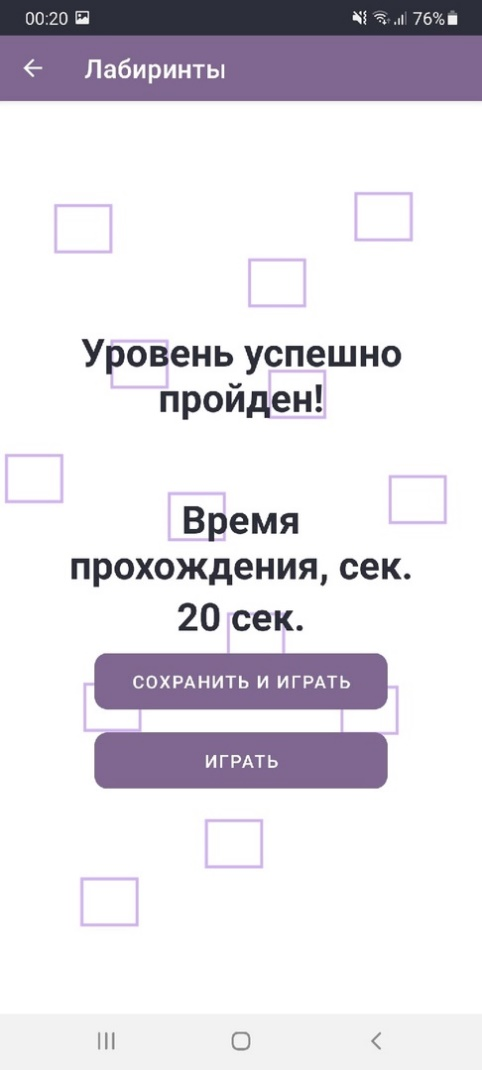 00:20
76%
Лабиринты
Уровень успешно
пройден!
Время
прохождения, сек.
20 сек.
СОХРАНИТЬ И ИГРАТЬ
ИГРАТЬ